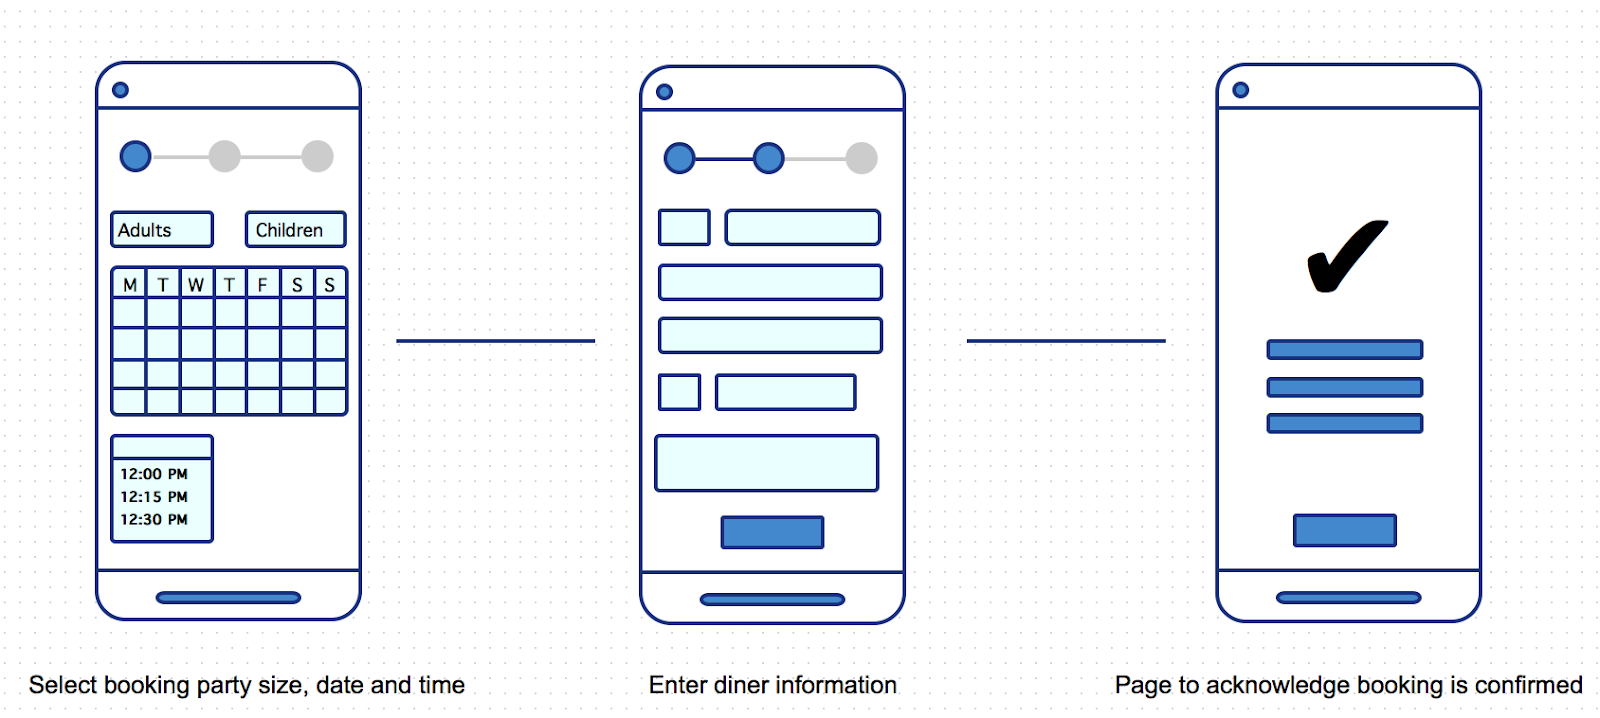 Adults
Children
M T W T F S S
12:00 PM
12:15 PM
12:30 PM
Select booking party size, date and time
Enter diner information
Page to acknowledge booking is confirmed